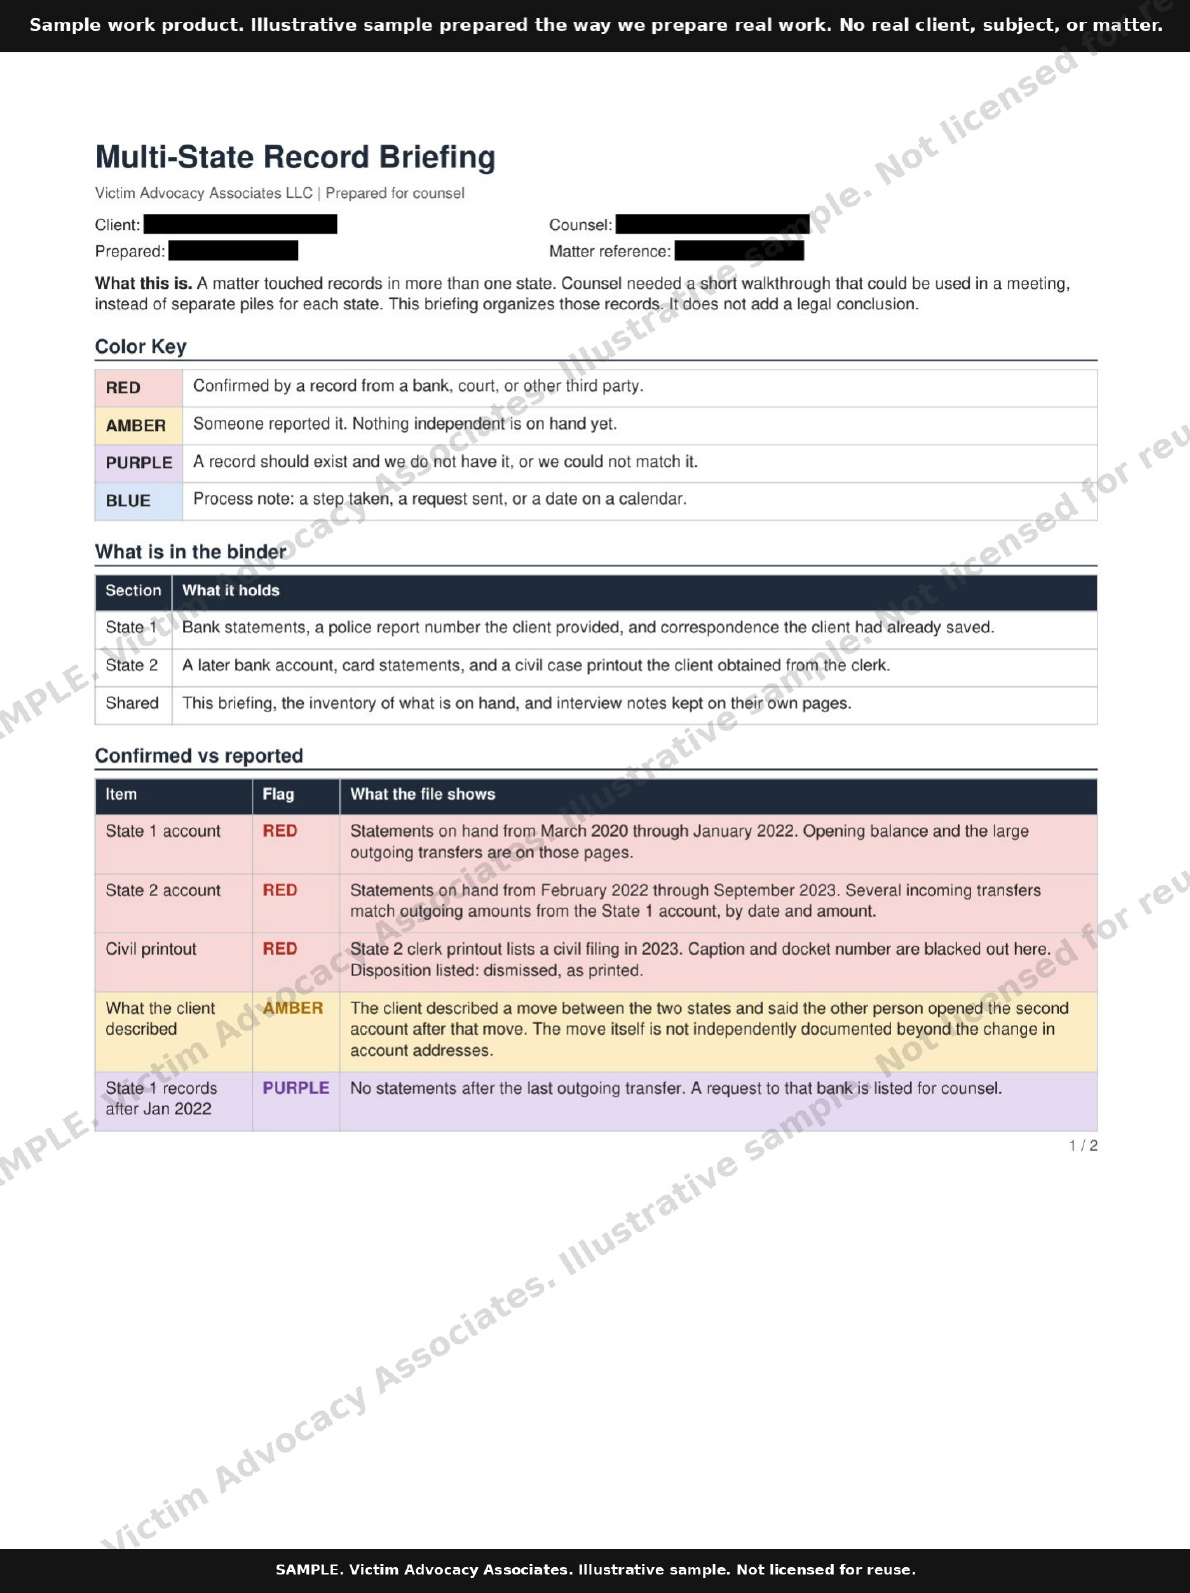 Sample work product. Illustrative sample prepared the way we prepare real work. No real client, subject, or matter.
Multi-State Record Briefing
Victim Advocacy Associates LLC | Prepared for counsel
Client:
Counsel:
Prepared:
Matter reference:
What this is. A matter touched records in more than one state. Counsel needed a short walkthrough that could be used in a meeting,
instead of separate piles for each state. This briefing organizes those records. It does not add a legal conclusion.
Color Key
RED Confirmed by a record from a bank, court, or other third party.
AMBER Someone reported it. Nothing independent is on hand yet.
PURPLE A record should exist and we do not have it, or we could not match it.
BLUE Process note: a step taken, a request sent, or a date on a calendar.
What is in the binder
Section What it holds
State 1 Bank statements, a police report number the client provided, and correspondence the client had already saved.
State 2 A later bank account, card statements, and a civil case printout the client obtained from the clerk.
Shared This briefing, the inventory of what is on hand, and interview notes kept on their own pages.
Confirmed vs reported
Item Flag What the file shows
State 1 account RED Statements on hand from March 2020 through January 2022. Opening balance and the large
outgoing transfers are on those pages.
State 2 account RED Statements on hand from February 2022 through September 2023. Several incoming transfers
match outgoing amounts from the State 1 account, by date and amount.
Civil printout RED State 2 clerk printout lists a civil filing in 2023. Caption and docket number are blacked out here.
Disposition listed: dismissed, as printed.
What the client AMBER The client described a move between the two states and said the other person opened the second
described account after that move. The move itself is not independently documented beyond the change in
account addresses.
State 1 records PURPLE No statements after the last outgoing transfer. A request to that bank is listed for counsel.
after Jan 2022
1 / 2
SAMPLE. Victim Advocacy Associates. Illustrative sample. Not licensed for reuse.